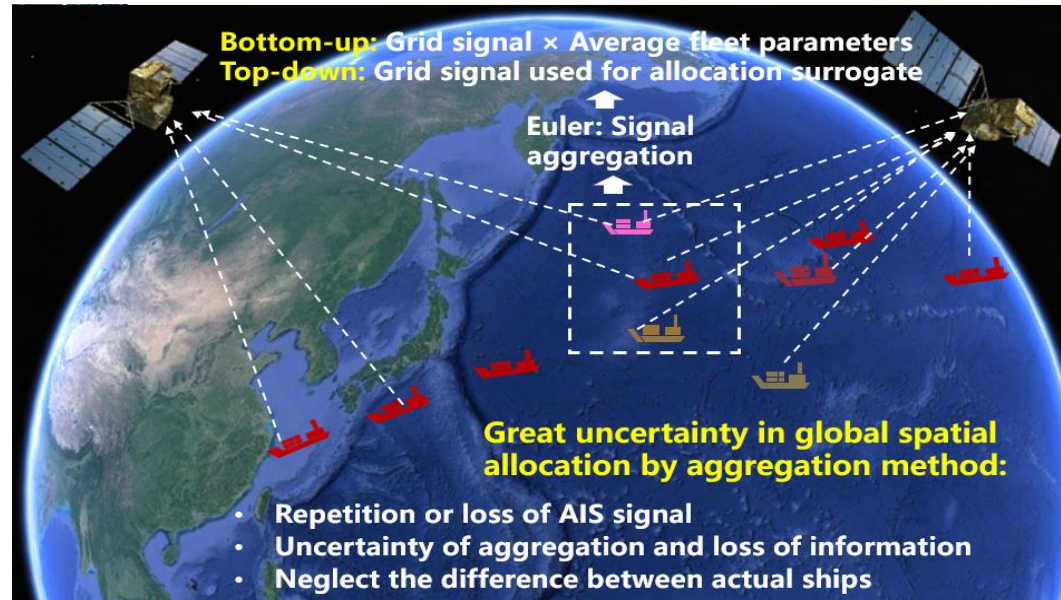 Bottom-up: Grid signal × Average fleet parameters
Top-down: Grid signal used for allocation surrogate
Euler: Signal
aggregation
Great uncertainty in global spatial
allocation by aggregation method:
• Repetition or loss of AIS signal
• Uncertainty of aggregation and loss of information
• Neglect the difference between actual ships